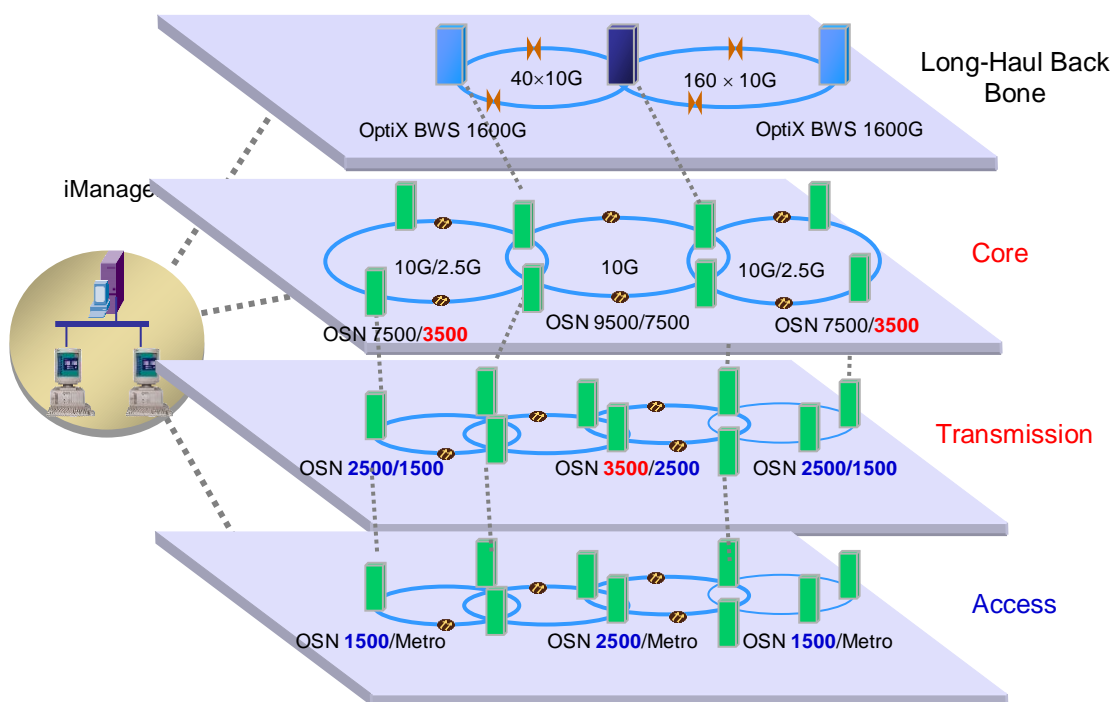 Long-Haul Back
Bone
40×10G
160 × 10G
OptiX BWS 1600G
OptiX BWS 1600G
iManage
10G/2.5G
10G
10G/2.5G
Core
OSN 7500/3500
OSN 9500/7500
OSN 7500/3500
Transmission
OSN 2500/1500
OSN 3500/2500
OSN 2500/1500
Access
OSN 1500/Metro
OSN 2500/Metro
OSN 1500/Metro